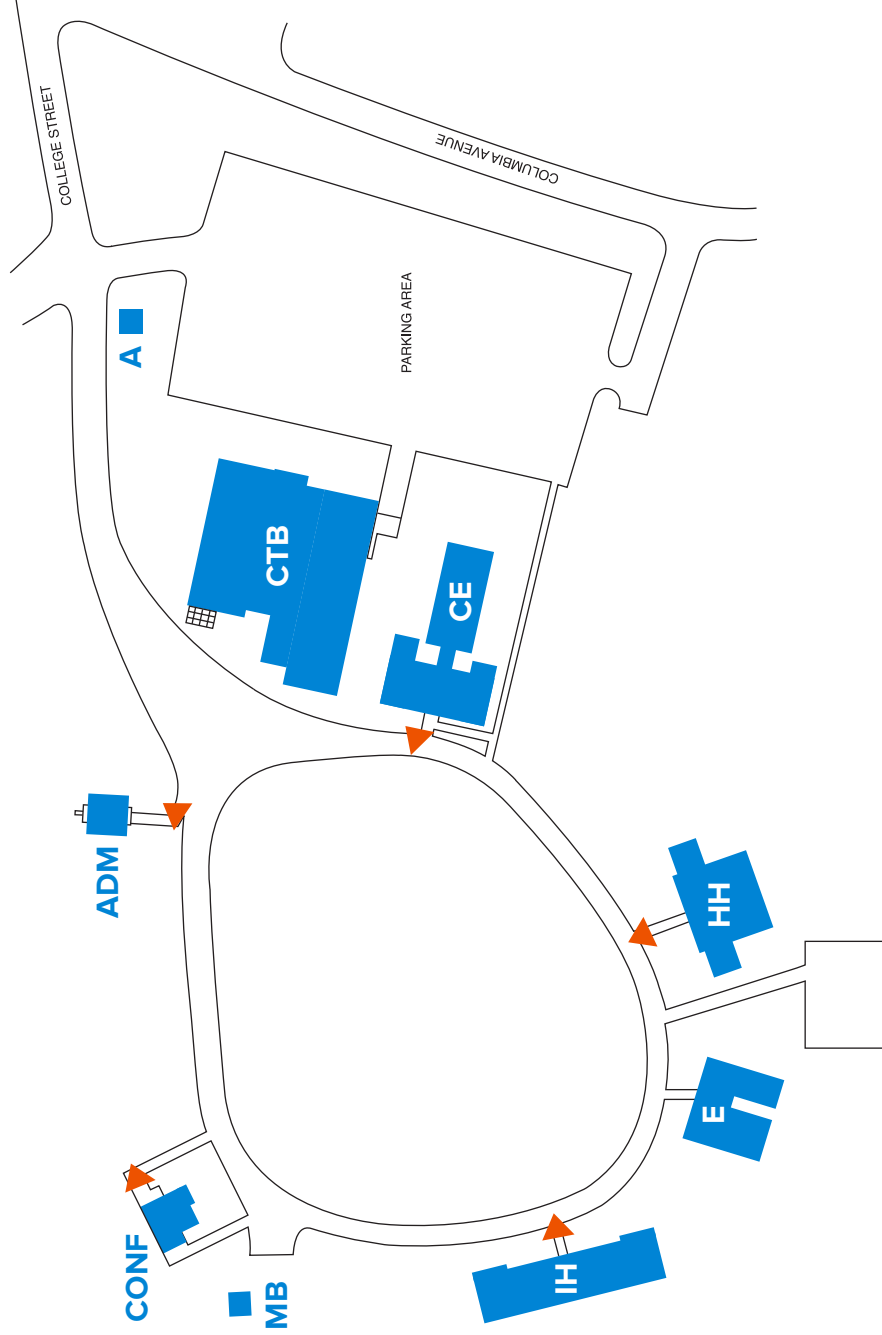 COLLEGE STREET
COLUMBIA AVENUE
PARKING AREA
A
CTB
CE
ADM
HH
E
CONF
MB
IH